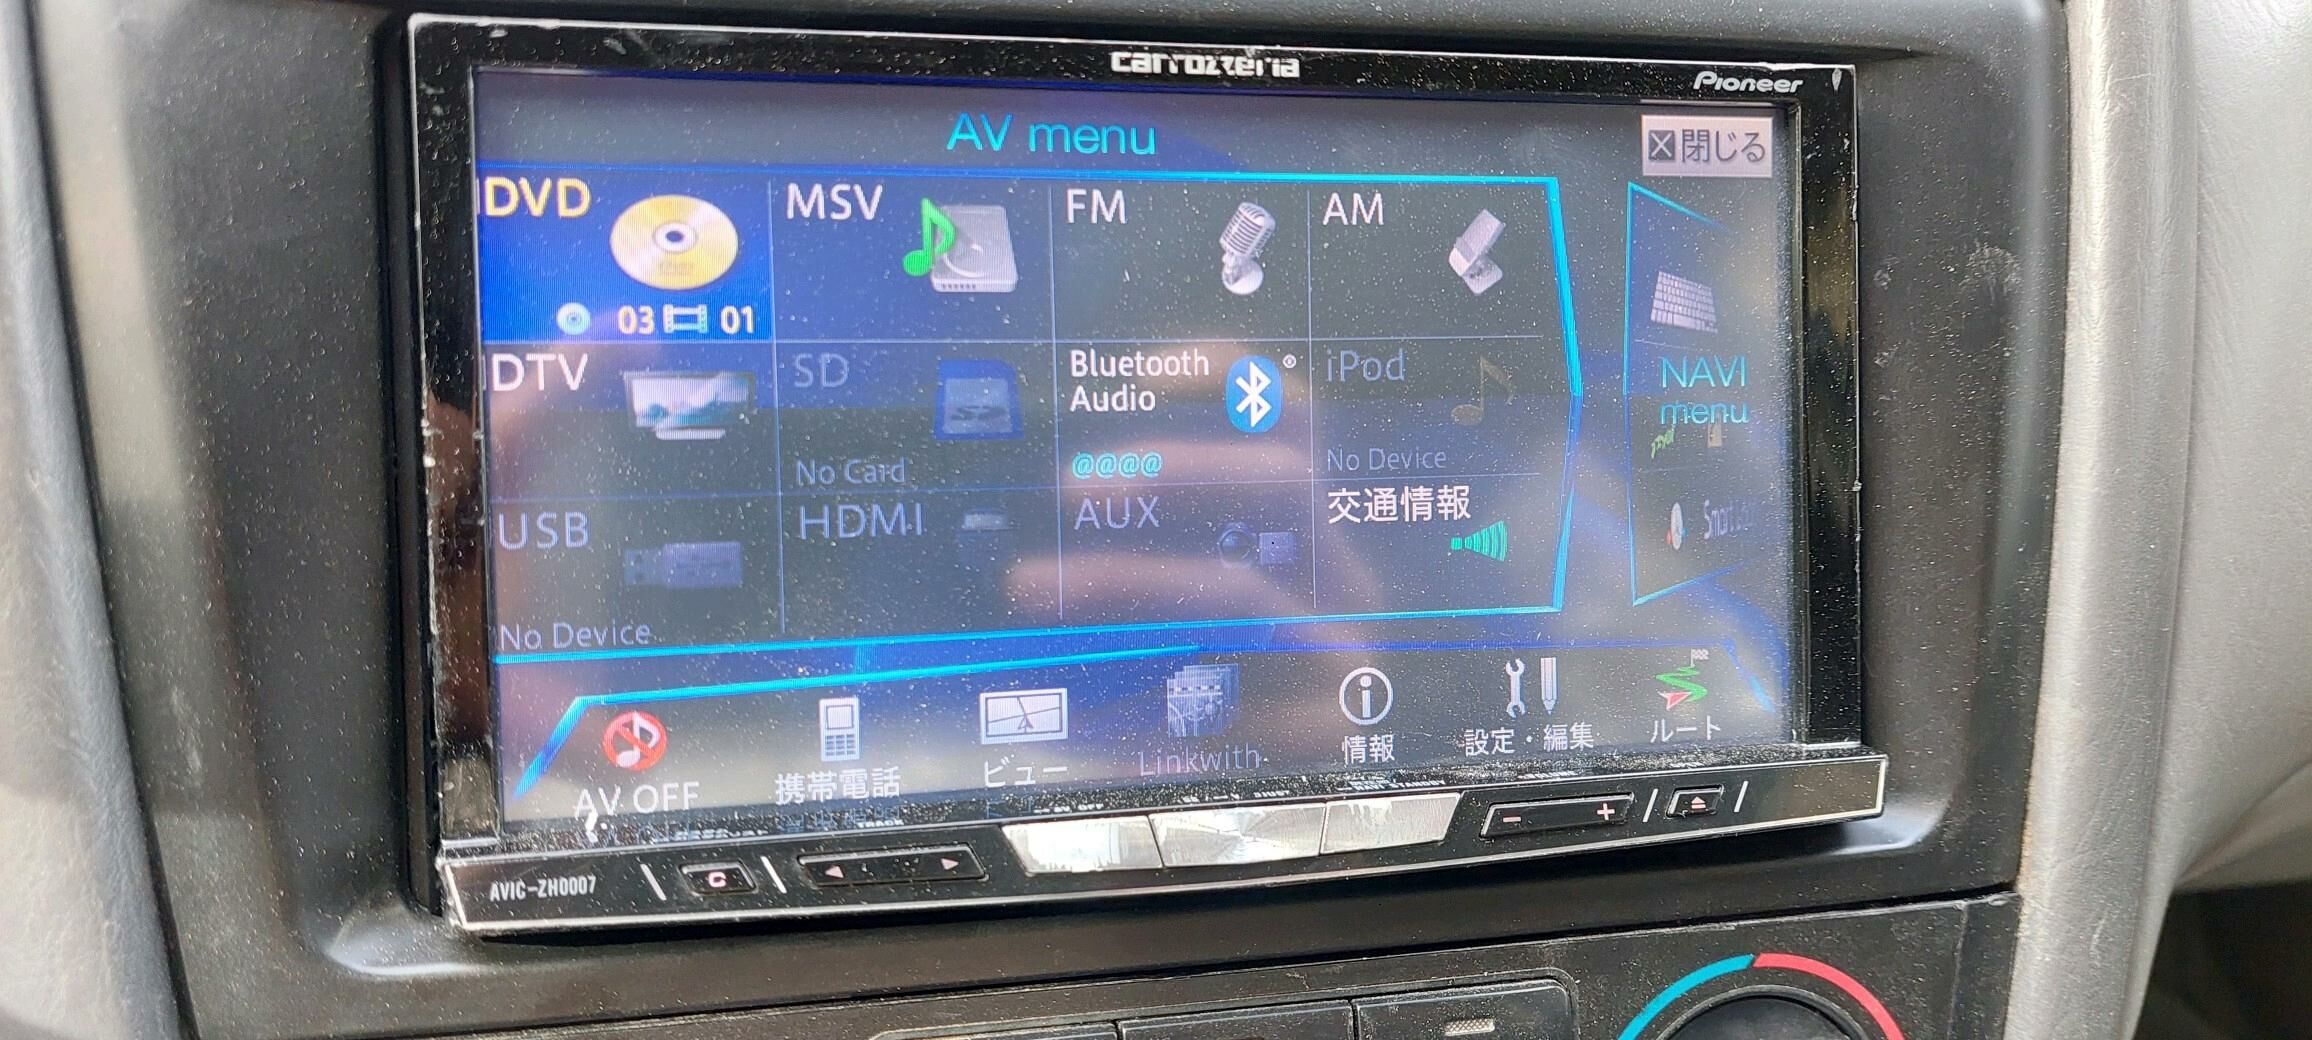 carrozzeria
Pioneer
AV menu
閉じる
DVD
MSV
FM
AM
03 01
DTV
SD
Bluetooth®
Audio
iPod
NAVI
menu
No Card
@@@@
No Device
USB
HDMI
AUX
交通情報
No Device
AV OFF
携帯電話
ビュー
Linkwith
情報
設定・編集
ルート
AVIC-ZH0007